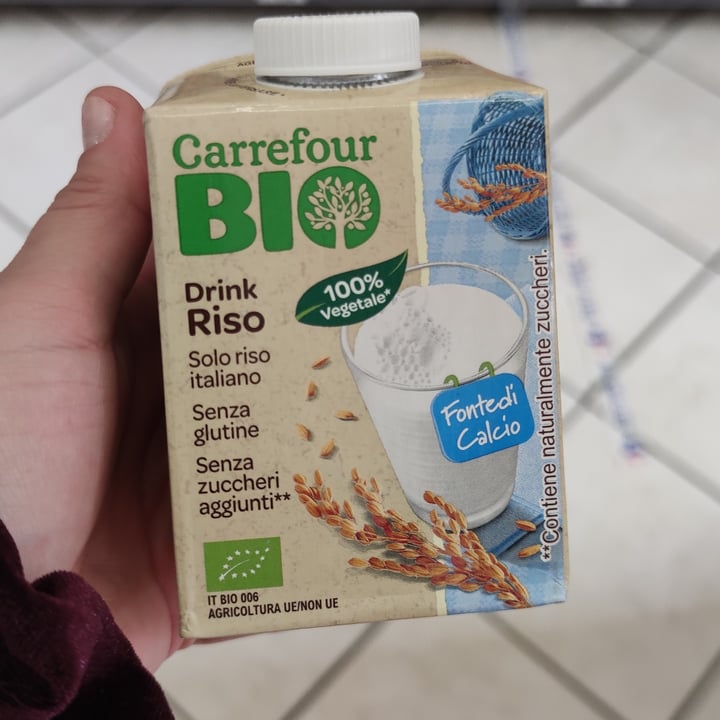 Carrefour
BIO
Drink
Riso
100%
Vegetale*
Solo riso
italiano
Senza
glutine
Senza
zuccheri
aggiunti**
Fonte di
Calcio
**Contiene naturalmente zuccheri.
IT BIO 006
AGRICOLTURA UE/NON UE